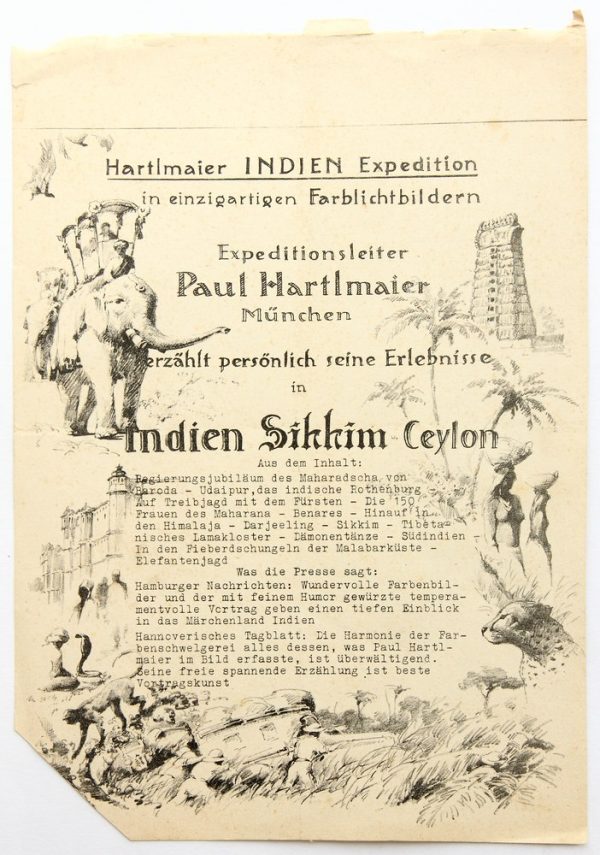 Hartlmaier INDIEN Expedition
in einzigartigen Farblichtbildern
Expeditionsleiter
Paul Hartlmaier
München
erzählt persönlich seine Erlebnisse
in
Indien Sikkim - Ceylon
Aus dem Inhalt:
Regierungsjubiläum des Maharadscha von
Baroda - Udaipur,das indische Rothenburg -
Auf Treibjagd mit dem Fürsten - Die 150
Frauen des Maharana - Benares - Hinauf in
den Himalaja - Darjeeling - Sikkim - Tibeta-
nisches Lamakloster - Dämonentänze - Südindien -
In den Fieberdschungeln der Malabarküste -
Elefantenjagd
Was die Presse sagt:
Hamburger Nachrichten: Wundervolle Farbenbil-
der und der mit feinem Humor gewürzte tempera-
mentvolle Vortrag geben einen tiefen Einblick
in das Märchenland Indien
Hannoverisches Tagblatt: Die Harmonie der Far-
benschwelgerei alles dessen, was Paul Hartl-
maier im Bild erfasste, ist überwältigend.
Seine freie spannende Erzählung ist beste
Vortragskunst